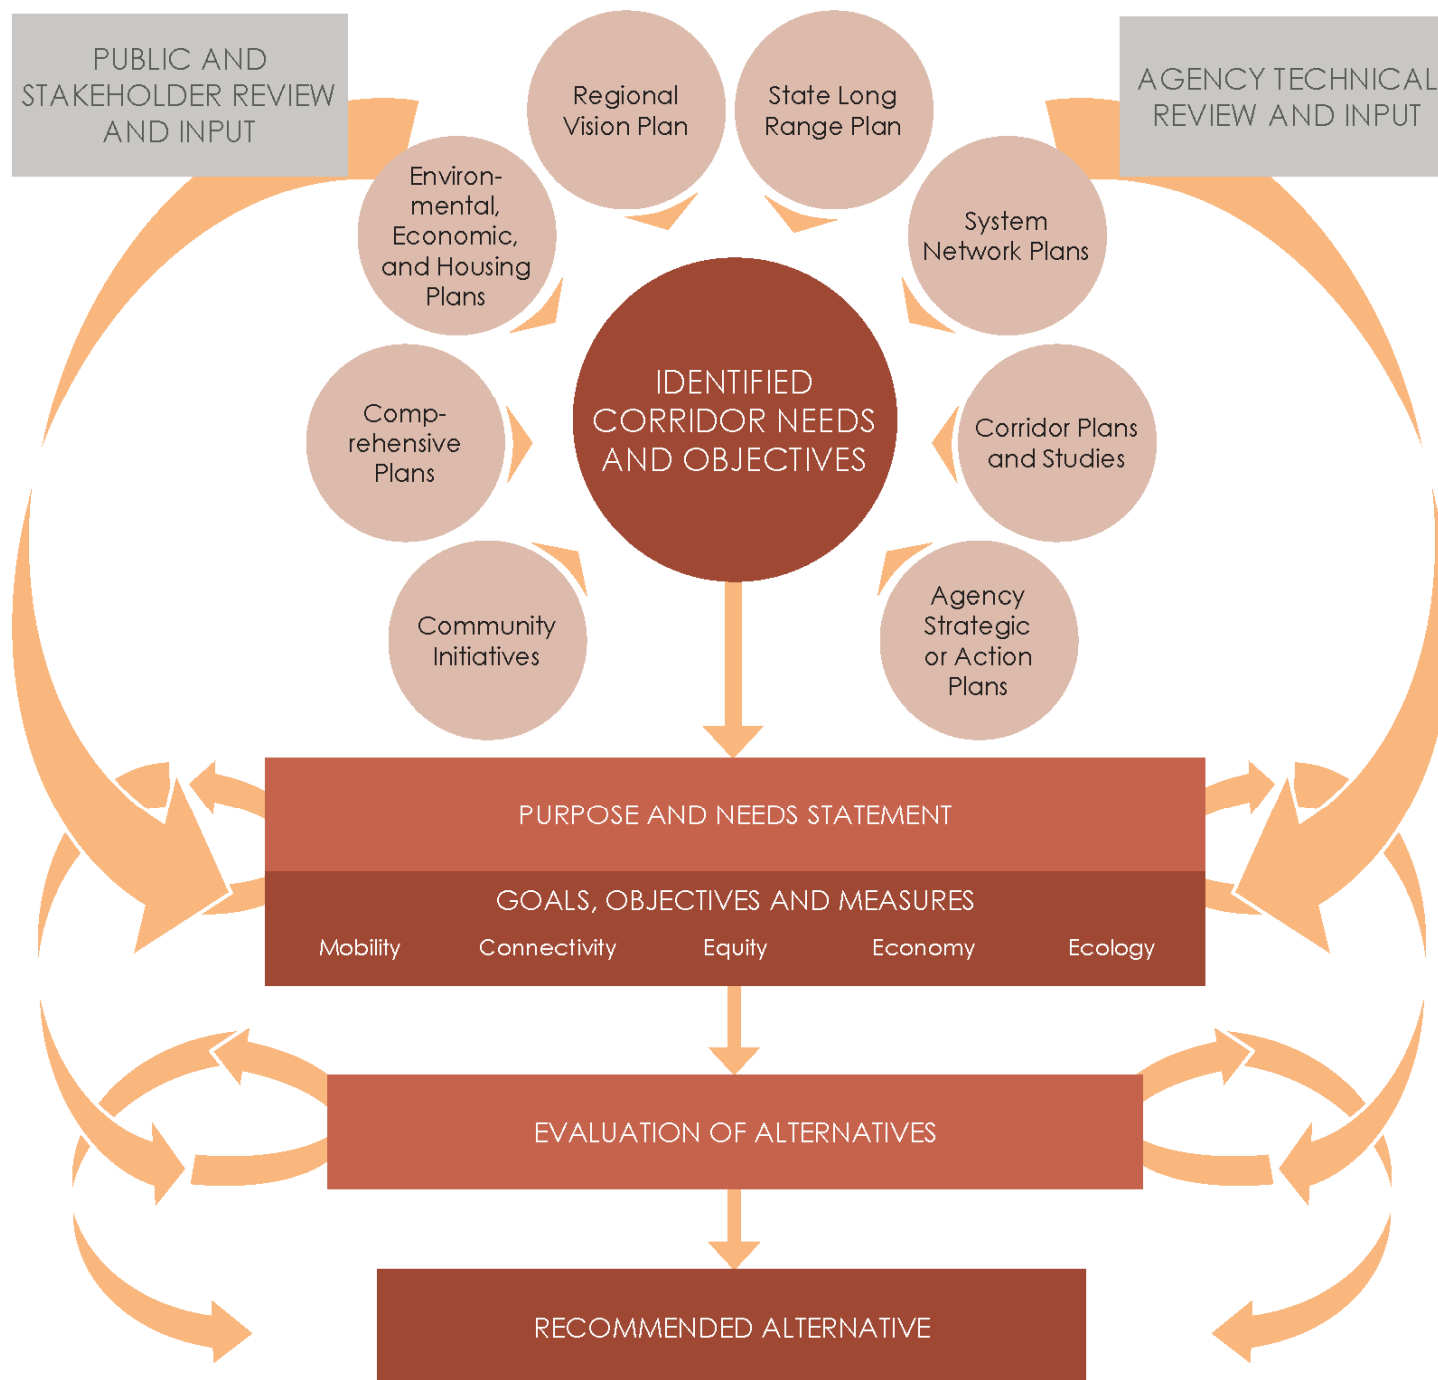 PUBLIC AND
STAKEHOLDER REVIEW
AND INPUT
AGENCY TECHNICAL
REVIEW AND INPUT
Regional
Vision Plan
State Long
Range Plan
Environ-
mental,
Economic,
and Housing
Plans
System
Network Plans
IDENTIFIED
CORRIDOR NEEDS
AND OBJECTIVES
Comp-
rehensive
Plans
Corridor Plans
and Studies
Community
Initiatives
Agency
Strategic
or Action
Plans
PURPOSE AND NEEDS STATEMENT
GOALS, OBJECTIVES AND MEASURES
Mobility Connectivity Equity Economy Ecology
EVALUATION OF ALTERNATIVES
RECOMMENDED ALTERNATIVE